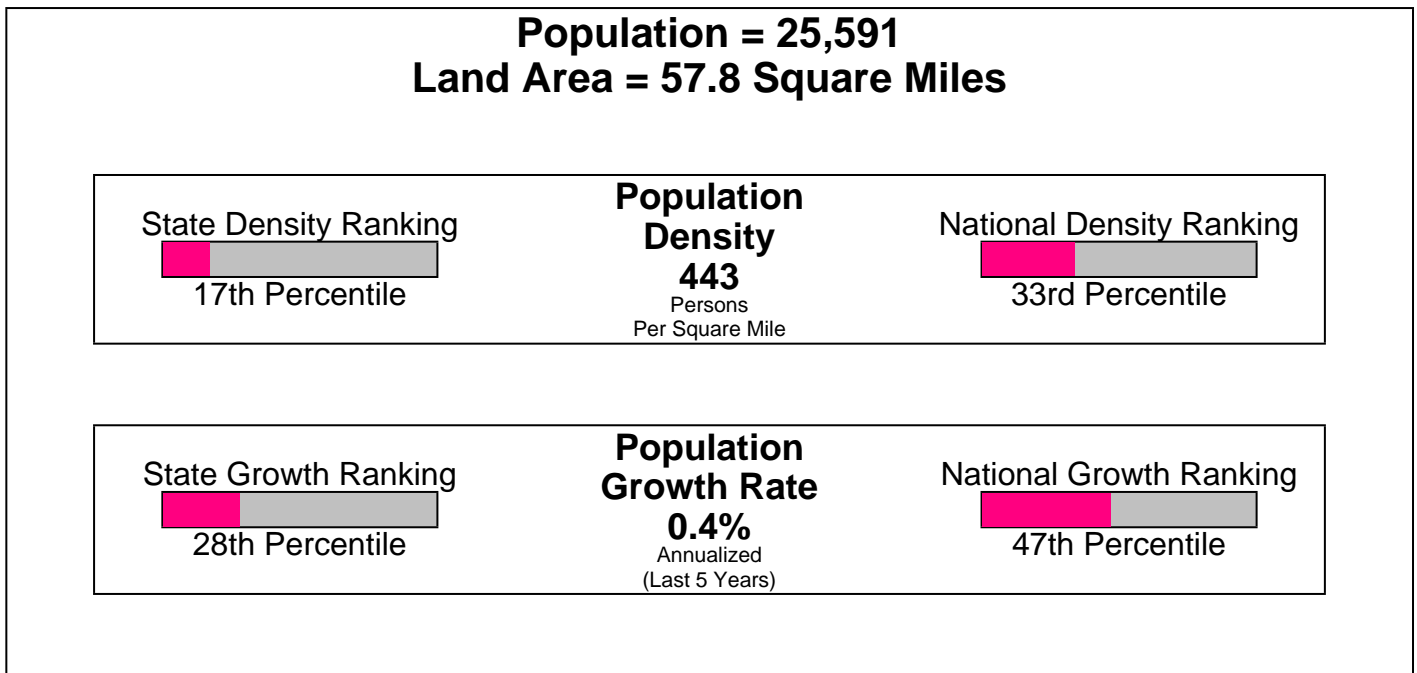 Population = 25,591
Land Area = 57.8 Square Miles
State Density Ranking
17th Percentile
Population
Density
443
Persons
Per Square Mile
National Density Ranking
33rd Percentile
State Growth Ranking
28th Percentile
Population
Growth Rate
0.4%
Annualized
(Last 5 Years)
National Growth Ranking
47th Percentile